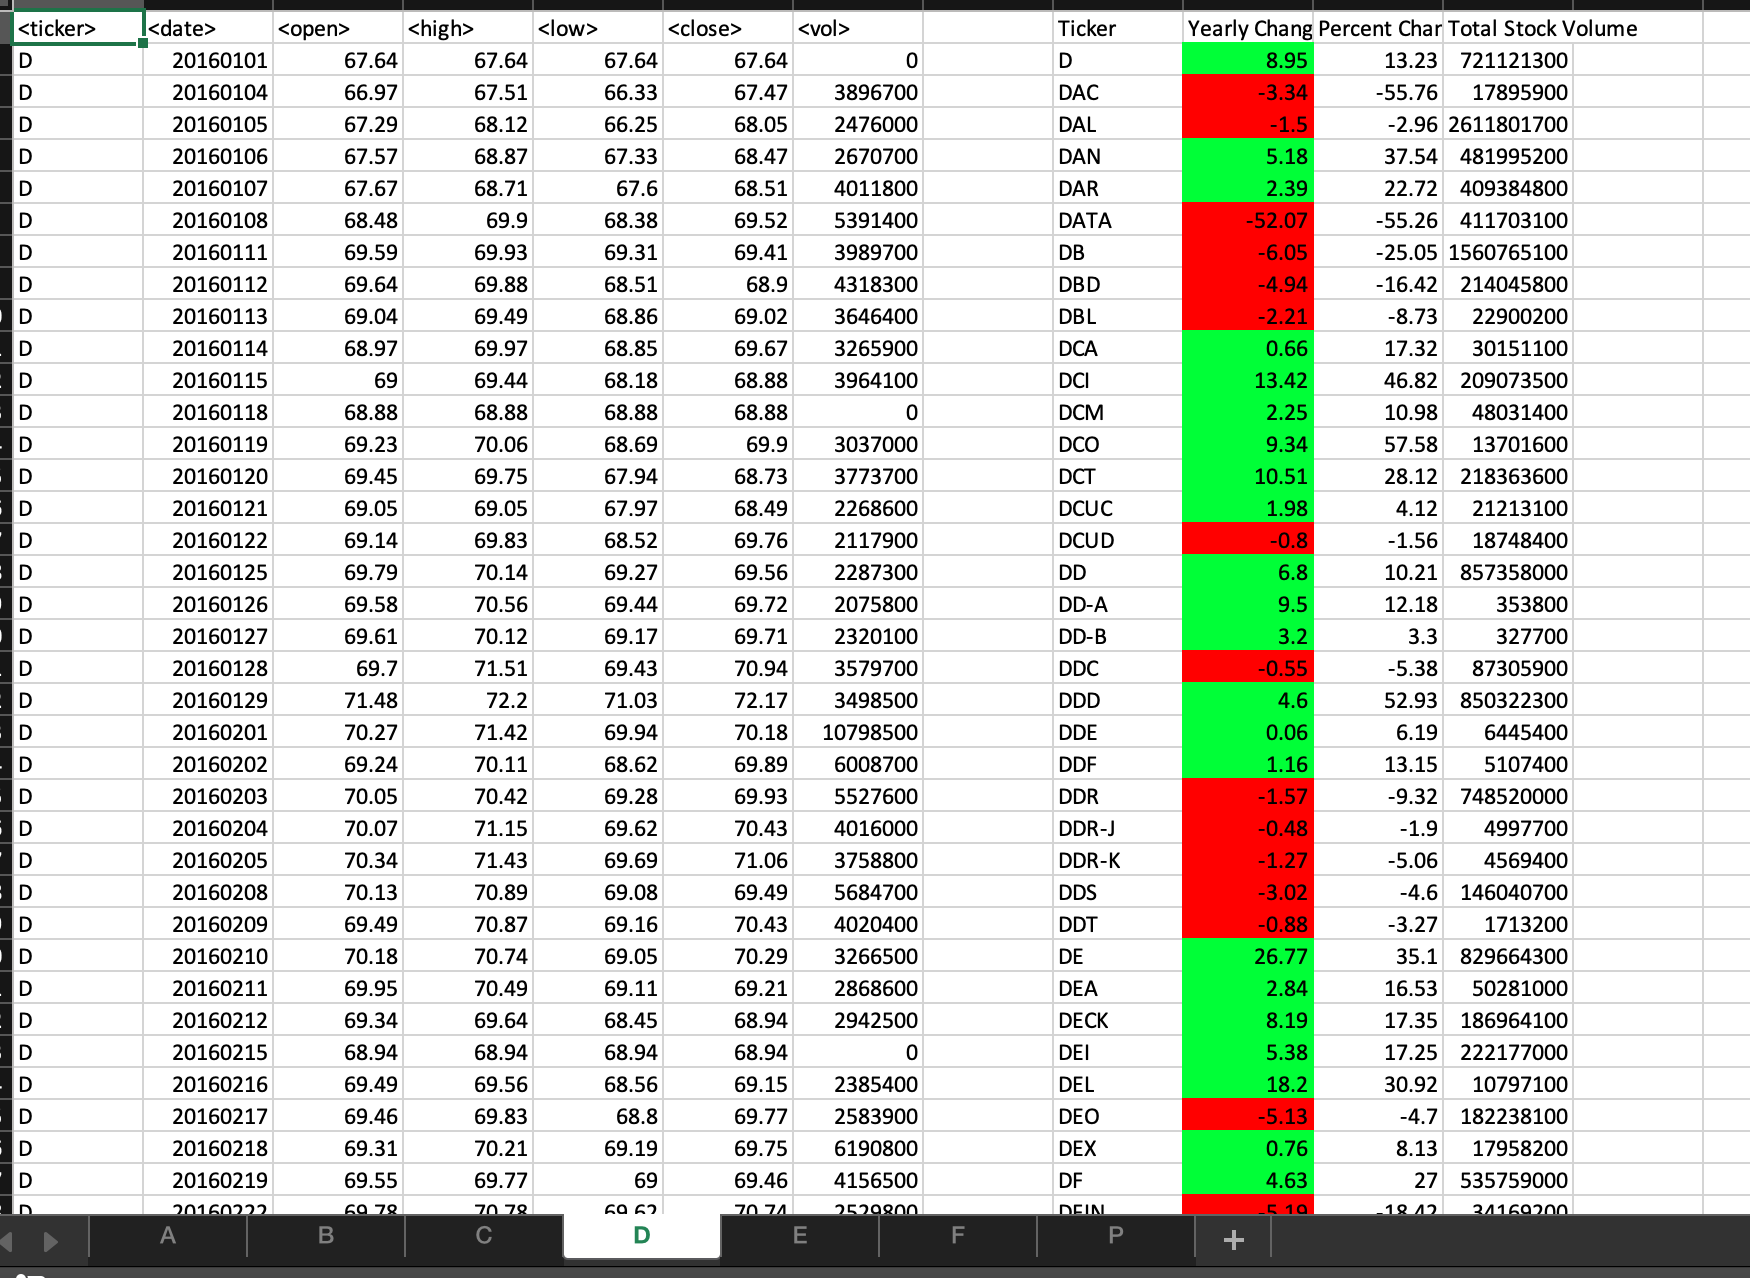 <ticker> <date> <open> <high> <low> <close> <vol> Ticker Yearly Chang Percent Char Total Stock Volume
D 20160101 67.64 67.64 67.64 67.64 0 D 8.95 13.23 721121300
D 20160104 66.97 67.51 66.33 67.47 3896700 DAC -3.34 -55.76 17895900
D 20160105 67.29 68.12 66.25 68.05 2476000 DAL -1.5 -2.96 2611801700
D 20160106 67.57 68.87 67.33 68.47 2670700 DAN 5.18 37.54 481995200
D 20160107 67.67 68.71 67.6 68.51 4011800 DAR 2.39 22.72 409384800
D 20160108 68.48 69.9 68.38 69.52 5391400 DATA -52.07 -55.26 411703100
D 20160111 69.59 69.93 69.31 69.41 3989700 DB -6.05 -25.05 1560765100
D 20160112 69.64 69.88 68.51 68.9 4318300 DBD -4.94 -16.42 214045800
D 20160113 69.04 69.49 68.86 69.02 3646400 DBL -2.21 -8.73 22900200
D 20160114 68.97 69.97 68.85 69.67 3265900 DCA 0.66 17.32 30151100
D 20160115 69 69.44 68.18 68.88 3964100 DCI 13.42 46.82 209073500
D 20160118 68.88 68.88 68.88 68.88 0 DCM 2.25 10.98 48031400
D 20160119 69.23 70.06 68.69 69.9 3037000 DCO 9.34 57.58 13701600
D 20160120 69.45 69.75 67.94 68.73 3773700 DCT 10.51 28.12 218363600
D 20160121 69.05 69.05 67.97 68.49 2268600 DCUC 1.98 4.12 21213100
D 20160122 69.14 69.83 68.52 69.76 2117900 DCUD -0.8 -1.56 18748400
D 20160125 69.79 70.14 69.27 69.56 2287300 DD 6.8 10.21 857358000
D 20160126 69.58 70.56 69.44 69.72 2075800 DD-A 9.5 12.18 353800
D 20160127 69.61 70.12 69.17 69.71 2320100 DD-B 3.2 3.3 327700
D 20160128 69.7 71.51 69.43 70.94 3579700 DDC -0.55 -5.38 87305900
D 20160129 71.48 72.2 71.03 72.17 3498500 DDD 4.6 52.93 850322300
D 20160201 70.27 71.42 69.94 70.18 10798500 DDE 0.06 6.19 6445400
D 20160202 69.24 70.11 68.62 69.89 6008700 DDF 1.16 13.15 5107400
D 20160203 70.05 70.42 69.28 69.93 5527600 DDR -1.57 -9.32 748520000
D 20160204 70.07 71.15 69.62 70.43 4016000 DDR-J -0.48 -1.9 4997700
D 20160205 70.34 71.43 69.69 71.06 3758800 DDR-K -1.27 -5.06 4569400
D 20160208 70.13 70.89 69.08 69.49 5684700 DDS -3.02 -4.6 146040700
D 20160209 69.49 70.87 69.16 70.43 4020400 DDT -0.88 -3.27 1713200
D 20160210 70.18 70.74 69.05 70.29 3266500 DE 26.77 35.1 829664300
D 20160211 69.95 70.49 69.11 69.21 2868600 DEA 2.84 16.53 50281000
D 20160212 69.34 69.64 68.45 68.94 2942500 DECK 8.19 17.35 186964100
D 20160215 68.94 68.94 68.94 68.94 0 DEI 5.38 17.25 222177000
D 20160216 69.49 69.56 68.56 69.15 2385400 DEL 18.2 30.92 10797100
D 20160217 69.46 69.83 68.8 69.77 2583900 DEO -5.13 -4.7 182238100
D 20160218 69.31 70.21 69.19 69.75 6190800 DEX 0.76 8.13 17958200
D 20160219 69.55 69.77 69 69.46 4156500 DF 4.63 27 535759000
D 20160222 69.78 70.78 69.62 70.74 2529800 DFIN -5.19 -18.42 34169200
A B C D E F P +